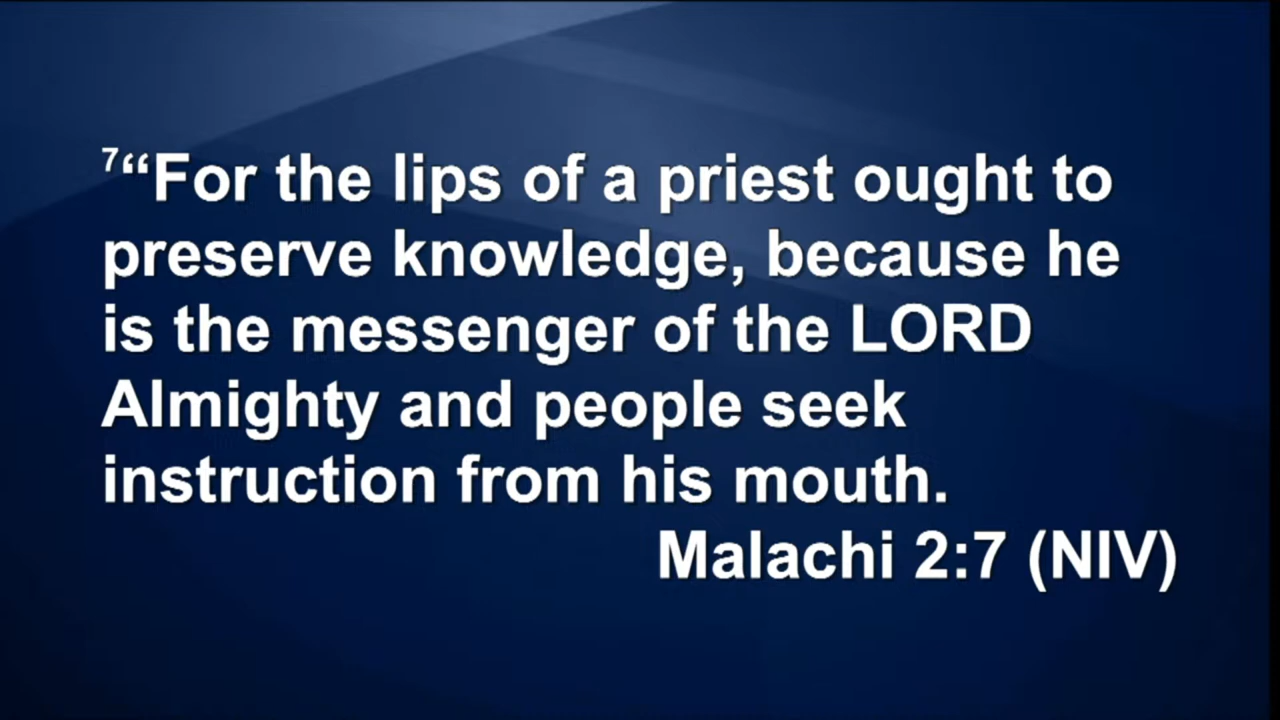 ⁷“For the lips of a priest ought to
preserve knowledge, because he
is the messenger of the LORD
Almighty and people seek
instruction from his mouth.
Malachi 2:7 (NIV)